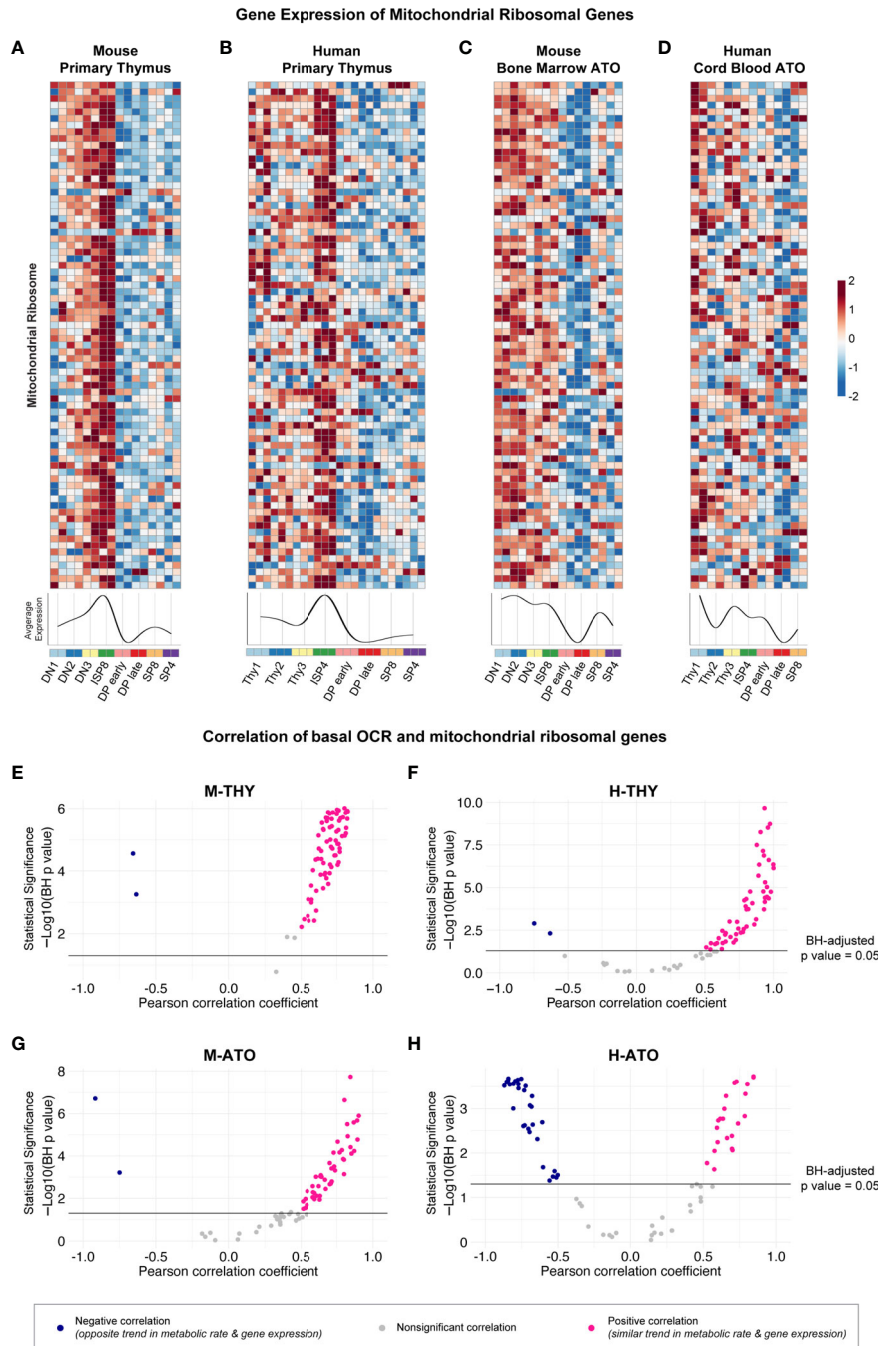 Gene Expression of Mitochondrial Ribosomal Genes
A
Mouse
Primary Thymus
B
Human
Primary Thymus
C
Mouse
Bone Marrow ATO
D
Human
Cord Blood ATO
Mitochondrial Ribosome
2
1
0
-1
-2
Avgerage
Expression
DN1
DN2
DN3
ISP8
DP early
DP late
SP8
SP4
Thy1
Thy2
Thy3
ISP4
DP early
DP late
SP8
SP4
DN1
DN2
DN3
ISP8
DP early
DP late
SP8
SP4
Thy1
Thy2
Thy3
ISP4
DP early
DP late
SP8
Correlation of basal OCR and mitochondrial ribosomal genes
E
M-THY
Statistical Significance
−Log10(BH p value)
6
4
2
-1.0
-0.5
0.0
0.5
1.0
Pearson correlation coefficient
F
H-THY
Statistical Significance
−Log10(BH p value)
10.0
7.5
5.0
2.5
0.0
-1.0
−0.5
0.0
0.5
1.0
Pearson correlation coefficient
BH-adjusted
p value = 0.05
G
M-ATO
Statistical Significance
−Log10(BH p value)
8
6
4
2
0
-1.0
-0.5
0.0
0.5
1.0
Pearson correlation coefficient
H
H-ATO
Statistical Significance
−Log10(BH p value)
3
2
1
0
-1.0
-0.5
0.0
0.5
1.0
Pearson correlation coefficient
BH-adjusted
p value = 0.05
Negative correlation
(opposite trend in metabolic rate & gene expression)
Nonsignificant correlation
Positive correlation
(similar trend in metabolic rate & gene expression)